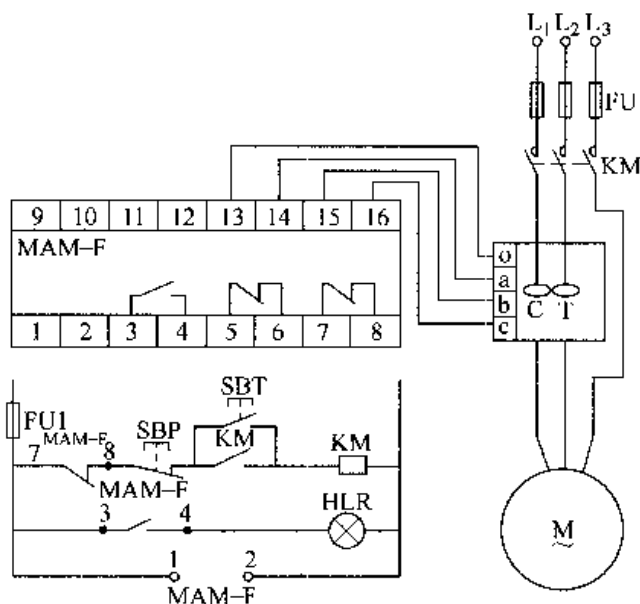 L1 L2 L3
FU
KM
9 10 11 12 13 14 15 16
MAM-F
1 2 3 4 5 6 7 8
o
a
b
c
C T
SBT
FU1
7 MAM-F 8 SBP KM KM
MAM-F
3 4 HLR
1 2
MAM-F
M
~